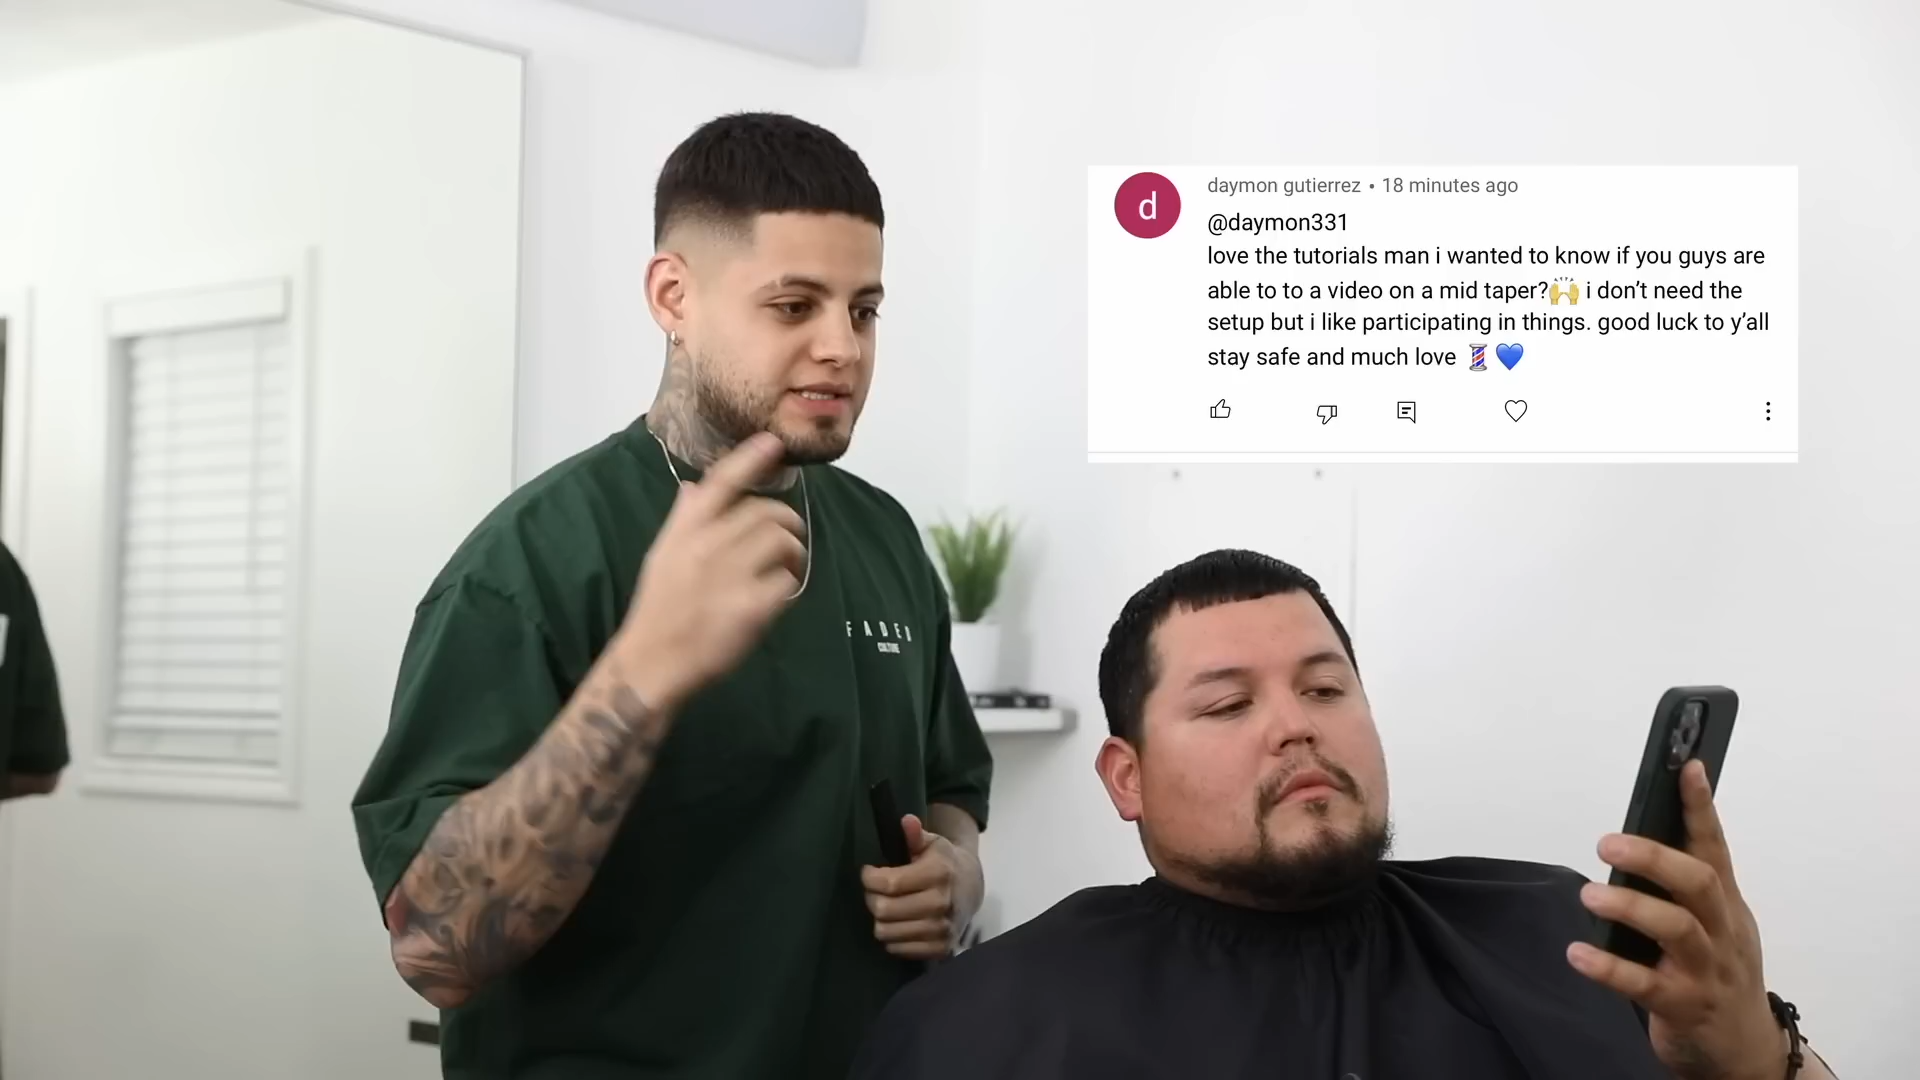 daymon gutierrez • 18 minutes ago
d
@daymon331
love the tutorials man i wanted to know if you guys are
able to to a video on a mid taper?🙌 i don’t need the
setup but i like participating in things. good luck to y’all
stay safe and much love 💈💙
FADED
CULTURE